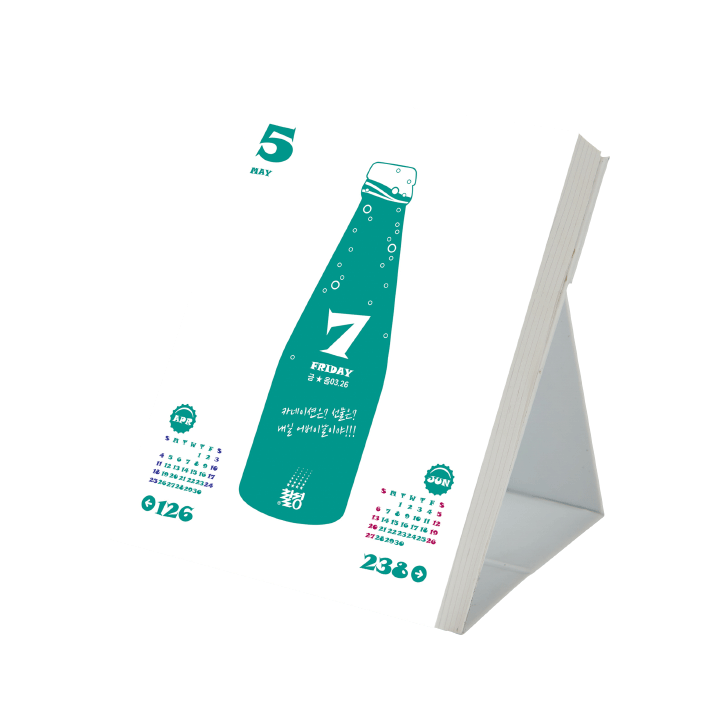 5
MAY
7
FRIDAY
금 ★ 음03.26
카네이션은? 선물은?
내일 어버이날이야!!!
칠성
APR
S M T W T F S
1 2 3
4 5 6 7 8 9 10
11 12 13 14 15 16 17
18 19 20 21 22 23 24
25 26 27 28 29 30
126
JUN
S M T W T F S
1 2 3 4 5
6 7 8 9 10 11 12
13 14 15 16 17 18 19
20 21 22 23 24 25 26
27 28 29 30
238